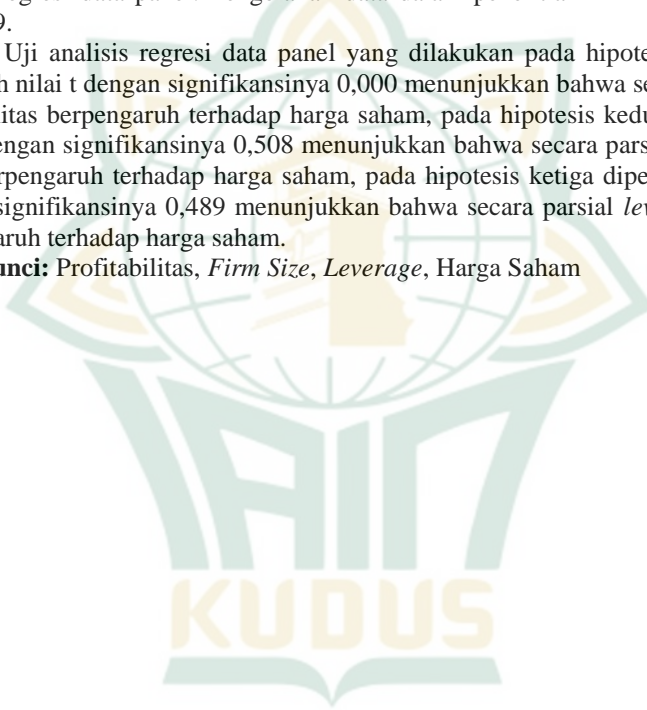 9.
Uji analisis regresi data panel yang dilakukan pada hipote
h nilai t dengan signifikansinya 0,000 menunjukkan bahwa se
itas berpengaruh terhadap harga saham, pada hipotesis kedu
engan signifikansinya 0,508 menunjukkan bahwa secara pars
rpengaruh terhadap harga saham, pada hipotesis ketiga dipe
signifikansinya 0,489 menunjukkan bahwa secara parsial lev
aruh terhadap harga saham.
unci: Profitabilitas, Firm Size, Leverage, Harga Saham
IAIN
KUDUS